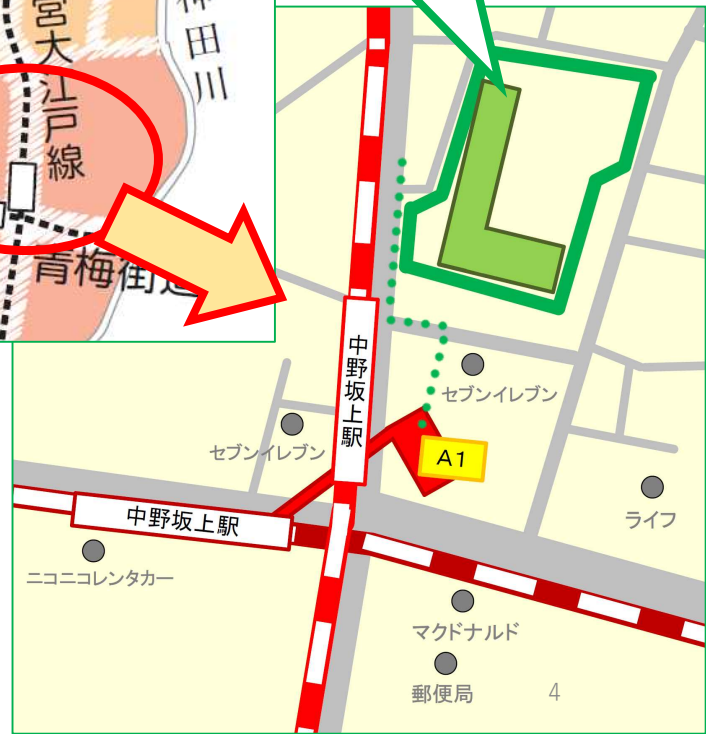 宮大江戸線
神田川
青梅街道
中野坂上駅
セブンイレブン
セブンイレブン
A1
ライフ
中野坂上駅
ニコニコレンタカー
マクドナルド
郵便局
4